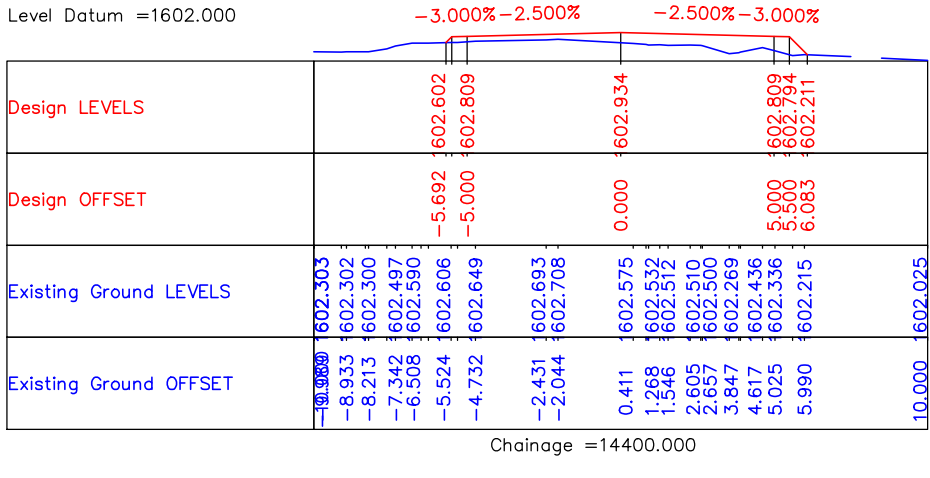 Level Datum =1602.000
-3.000% -2.500% -2.500% -3.000%
Design LEVELS 1602.602 1602.809 1602.934 1602.809 1602.794 1602.211
Design OFFSET -5.692 -5.000 0.000 5.000 5.500 6.083
Existing Ground LEVELS 1602.303 1602.302 1602.300 1602.497 1602.590 1602.606 1602.649 1602.693 1602.708 1602.575 1602.532 1602.512 1602.510 1602.500 1602.269 1602.436 1602.336 1602.215 1602.025
Existing Ground OFFSET -8.933 -8.213 -7.342 -6.508 -5.524 -4.732 -2.431 -2.044 0.411 1.268 1.546 2.605 2.657 3.847 4.617 5.025 5.990 10.000
Chainage =14400.000